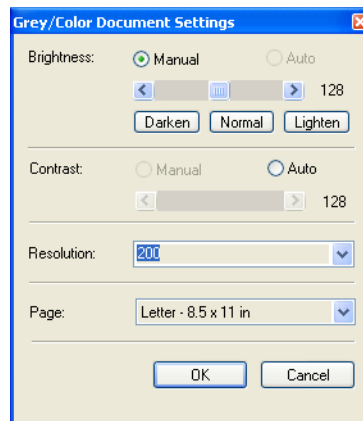 Grey/Color Document Settings
Brightness: Manual Auto
128
Darken Normal Lighten
Contrast: Manual Auto
128
Resolution: 200
Page: Letter - 8.5 x 11 in
OK Cancel